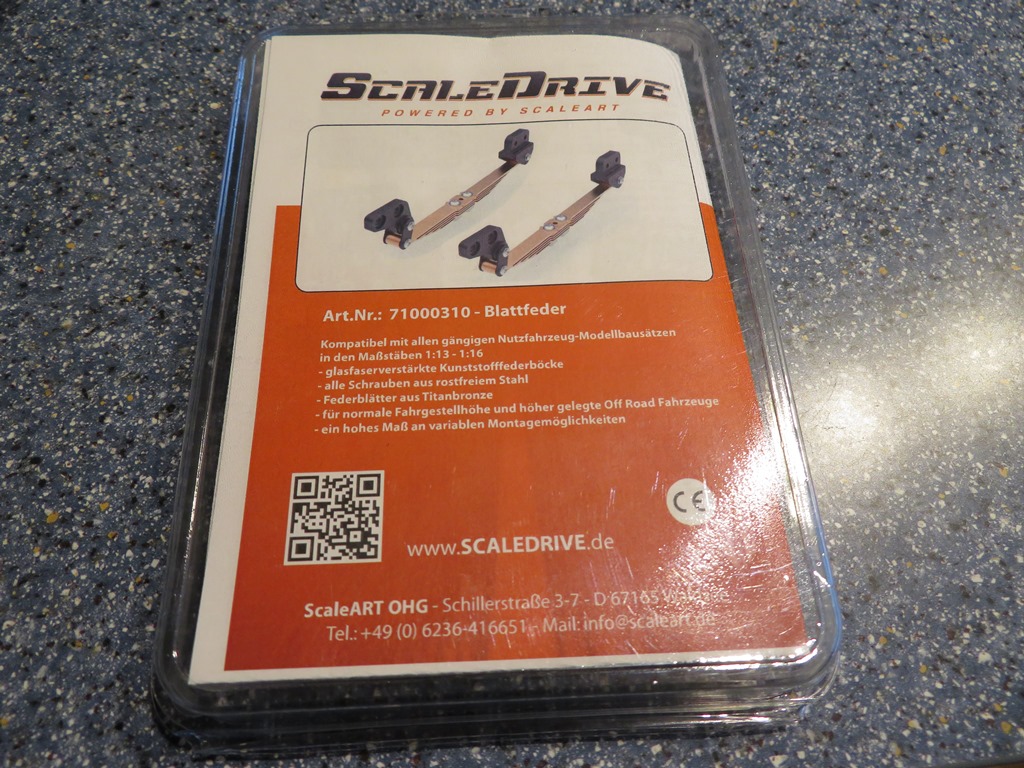 SCALEDRIVE
POWERED BY SCALEART
Art.Nr.: 71000310 - Blattfeder
Kompatibel mit allen gängigen Nutzfahrzeug-Modellbausätzen
in den Maßstäben 1:13 - 1:16
- glasfaserverstärkte Kunststofffederböcke
- alle Schrauben aus rostfreiem Stahl
- Federblätter aus Titanbronze
- für normale Fahrgestellhöhe und höher gelegte Off Road Fahrzeuge
- ein hohes Maß an variablen Montagemöglichkeiten
CE
www.SCALEDRIVE.de
ScaleART OHG - Schillerstraße 3-7 - D 67165
Tel.: +49 (0) 6236-416651 - Mail: info@scaleart.de